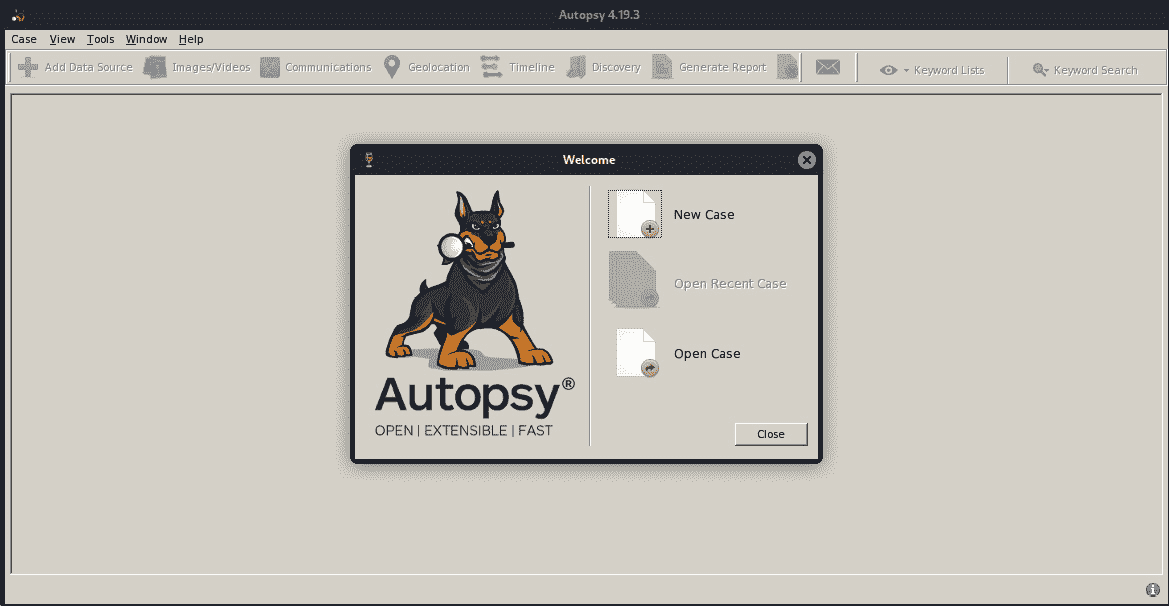 Autopsy 4.19.3
Case View Tools Window Help
Add Data Source Images/Videos Communications Geolocation Timeline Discovery Generate Report Keyword Lists Keyword Search
Welcome
New Case
Open Recent Case
Open Case
Autopsy®
OPEN | EXTENSIBLE | FAST
Close